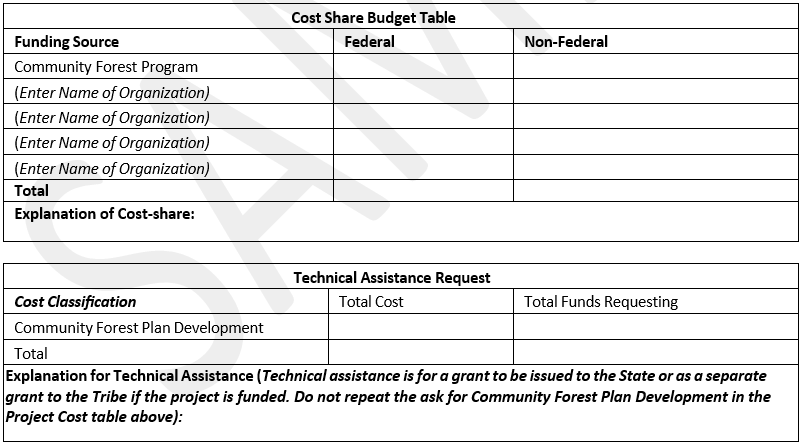 Cost Share Budget Table
Funding Source Federal Non-Federal
Community Forest Program
(Enter Name of Organization)
(Enter Name of Organization)
(Enter Name of Organization)
(Enter Name of Organization)
Total
Explanation of Cost-share:
Technical Assistance Request
Cost Classification Total Cost Total Funds Requesting
Community Forest Plan Development
Total
Explanation for Technical Assistance (Technical assistance is for a grant to be issued to the State or as a separate
grant to the Tribe if the project is funded. Do not repeat the ask for Community Forest Plan Development in the
Project Cost table above):